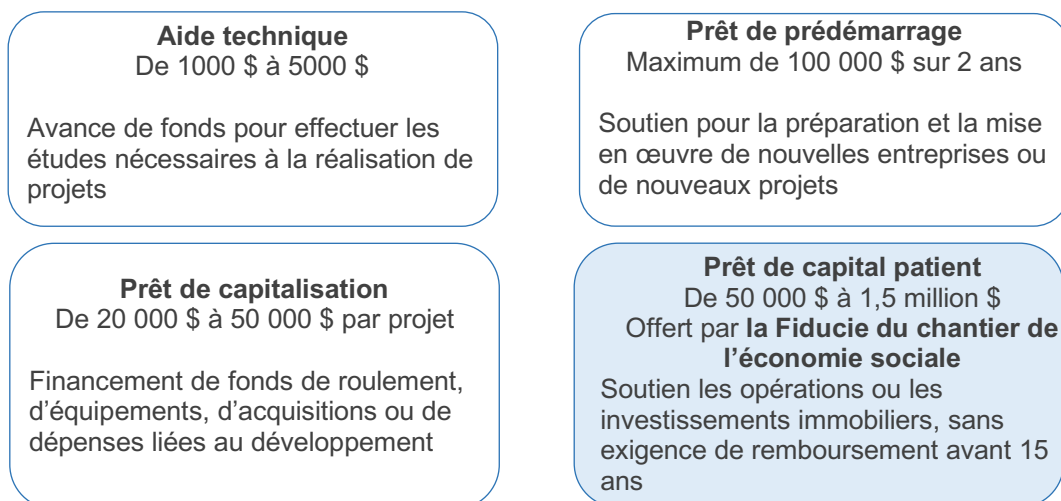 Aide technique
De 1000 $ à 5000 $
Avance de fonds pour effectuer les
études nécessaires à la réalisation de
projets
Prêt de prédémarrage
Maximum de 100 000 $ sur 2 ans
Soutien pour la préparation et la mise
en œuvre de nouvelles entreprises ou
de nouveaux projets
Prêt de capitalisation
De 20 000 $ à 50 000 $ par projet
Financement de fonds de roulement,
d’équipements, d’acquisitions ou de
dépenses liées au développement
Prêt de capital patient
De 50 000 $ à 1,5 million $
Offert par la Fiducie du chantier de
l’économie sociale
Soutien les opérations ou les
investissements immobiliers, sans
exigence de remboursement avant 15
ans